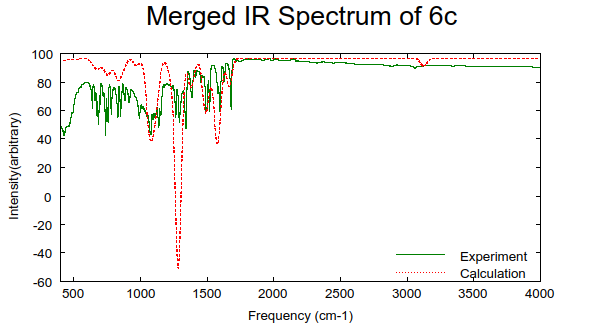 Merged IR Spectrum of 6c
100
80
60
40
20
0
-20
-40
-60
Intensity(arbitrary)
Experiment
Calculation
500 1000 1500 2000 2500 3000 3500 4000
Frequency (cm-1)